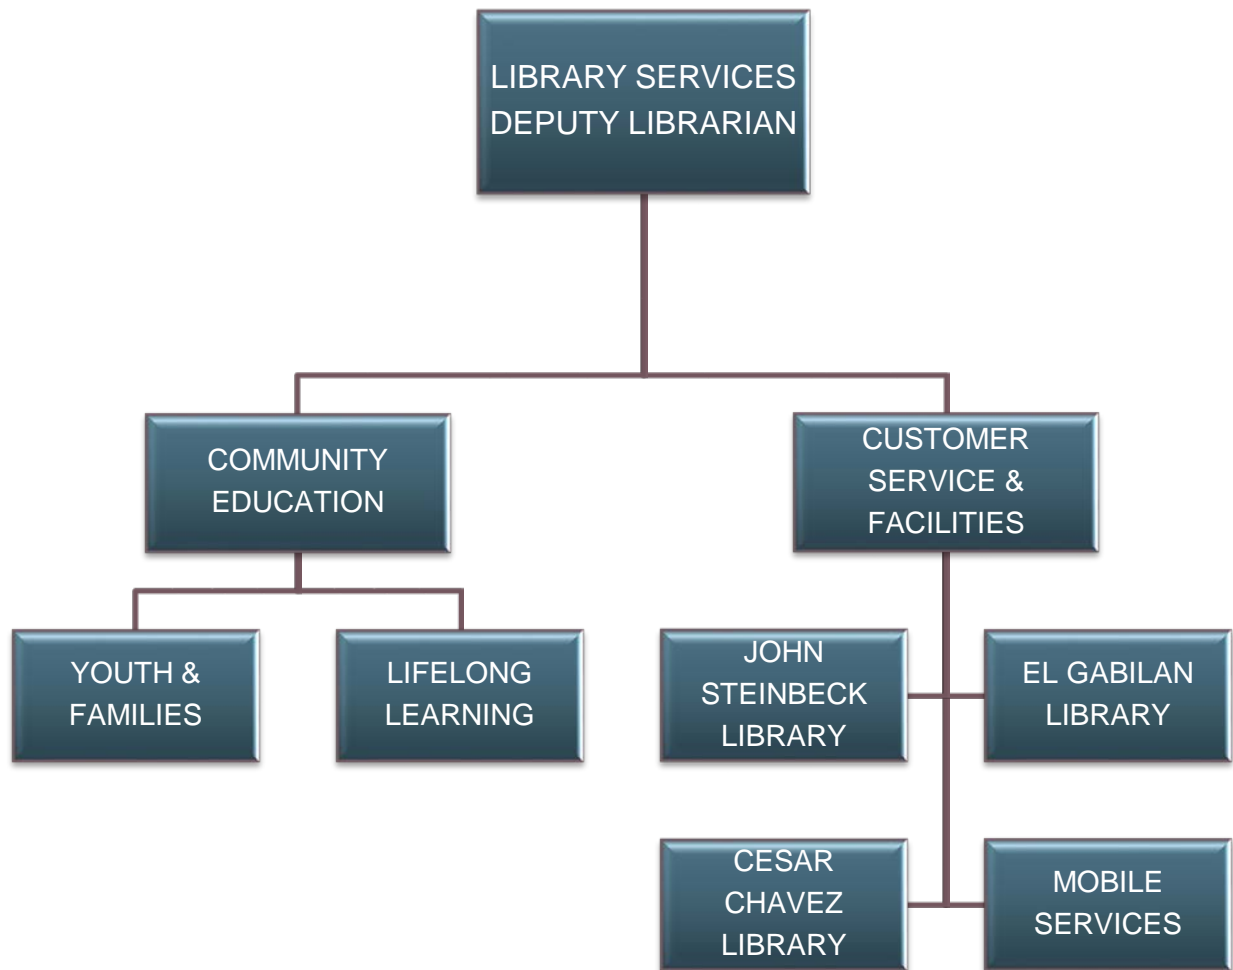 LIBRARY SERVICES
DEPUTY LIBRARIAN
COMMUNITY
EDUCATION
CUSTOMER
SERVICE &
FACILITIES
YOUTH &
FAMILIES
LIFELONG
LEARNING
JOHN
STEINBECK
LIBRARY
EL GABILAN
LIBRARY
CESAR
CHAVEZ
LIBRARY
MOBILE
SERVICES